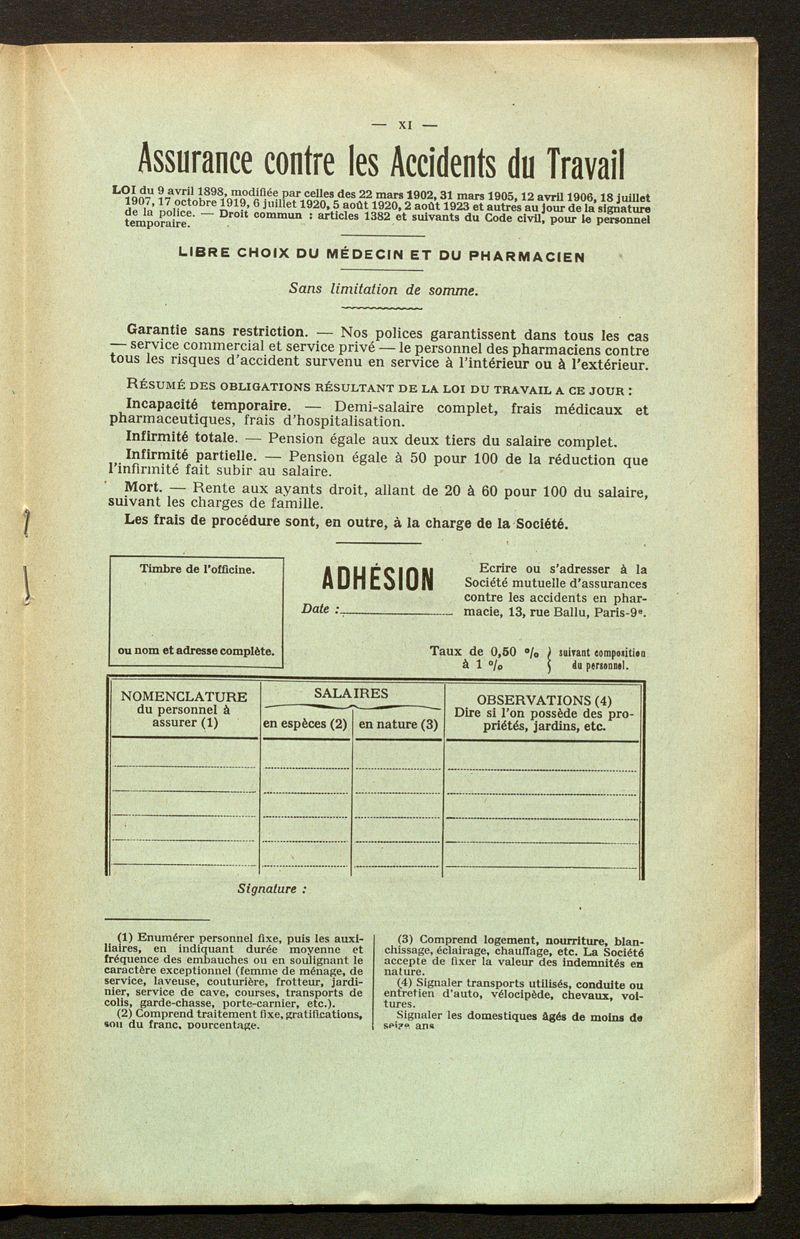 — XI —
Assurance contre les Accidents du Travail
LOI du 9 avril 1898, modifiée par celles des 22 mars 1902, 31 mars 1905, 12 avril 1906, 18 juillet
1907, 17 octobre 1919, 6 juillet 1920, 5 août 1920, 2 août 1923 et autres au jour de la signature
de la police. — Droit commun : articles 1382 et suivants du Code civil, pour le personnel
temporaire.
LIBRE CHOIX DU MÉDECIN ET DU PHARMACIEN
Sans limitation de somme.
Garantie sans restriction. — Nos polices garantissent dans tous les cas
— service commercial et service privé — le personnel des pharmaciens contre
tous les risques d'accident survenu en service à l'intérieur ou à l'extérieur.
RÉSUMÉ DES OBLIGATIONS RÉSULTANT DE LA LOI DU TRAVAIL A CE JOUR :
Incapacité temporaire. — Demi-salaire complet, frais médicaux et
pharmaceutiques, frais d'hospitalisation.
Infirmité totale. — Pension égale aux deux tiers du salaire complet.
Infirmité partielle. — Pension égale à 50 pour 100 de la réduction que
l'infirmité fait subir au salaire.
Mort. — Rente aux ayants droit, allant de 20 à 60 pour 100 du salaire,
suivant les charges de famille.
Les frais de procédure sont, en outre, à la charge de la Société.
Timbre de l'officine.
ou nom et adresse complète.
ADHÉSION
Date :
Ecrire ou s'adresser à la
Société mutuelle d'assurances
contre les accidents en phar-
macie, 13, rue Ballu, Paris-9e.
Taux de 0,50 % } suivant composition
à 1 % } du personnel.
NOMENCLATURE
du personnel à
assurer (1)
SALAIRES
en espèces (2) en nature (3)
OBSERVATIONS (4)
Dire si l'on possède des pro-
priétés, jardins, etc.
Signature :
(1) Enumérer personnel fixe, puis les auxi-
liaires, en indiquant durée moyenne et
fréquence des embauches ou en soulignant le
caractère exceptionnel (femme de ménage, de
service, laveuse, couturière, frotteur, jardi-
nier, service de cave, courses, transports de
colis, garde-chasse, porte-carnier, etc.).
(2) Comprend traitement fixe, gratifications,
sou du franc, pourcentage.
(3) Comprend logement, nourriture, blan-
chissage, éclairage, chauffage, etc. La Société
accepte de fixer la valeur des indemnités en
nature.
(4) Signaler transports utilisés, conduite ou
entretien d'auto, vélocipède, chevaux, voi-
tures.
Signaler les domestiques âgés de moins de
seize ans